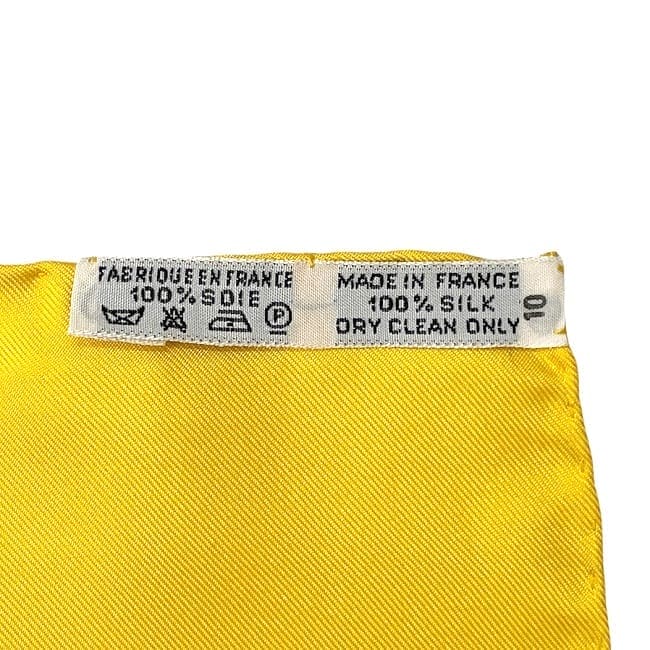 FABRIQUE EN FRANCE
100% SOIE
P
MADE IN FRANCE
100% SILK
DRY CLEAN ONLY
10